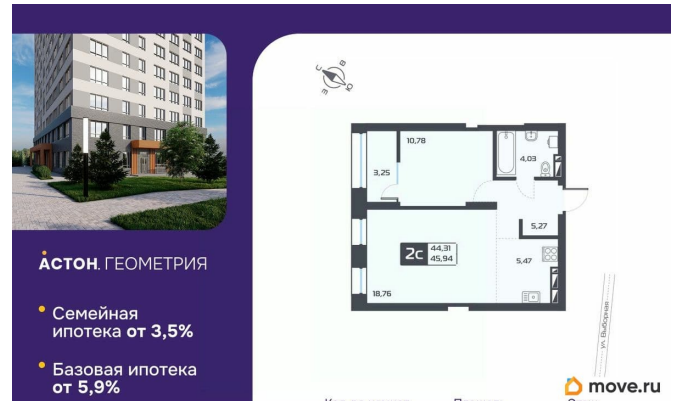 С
В
З
Ю
10,78
3,25
4,03
5,27
2с
44,31
45,94
5,47
18,76
ул. Выборная
АСТОН. ГЕОМЕТРИЯ
Семейная
ипотека от 3,5%
Базовая ипотека
от 5,9%
move.ru